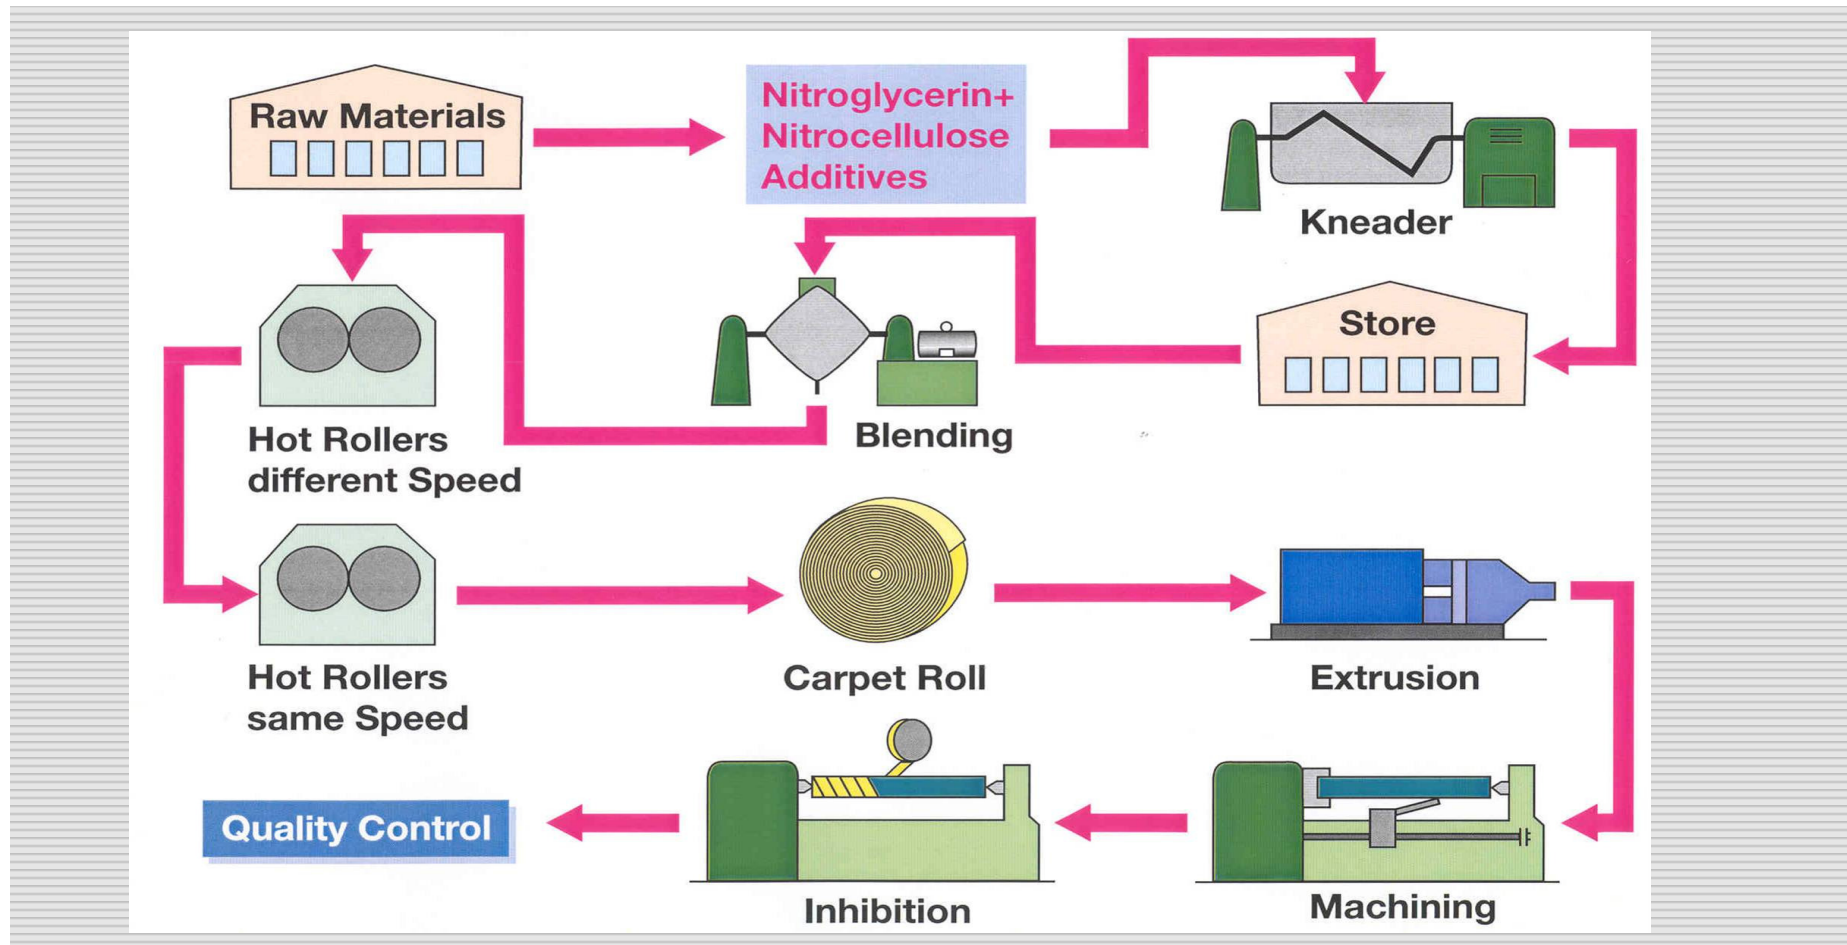 Raw Materials
Nitroglycerin+
Nitrocellulose
Additives
Kneader
Store
Blending
Hot Rollers
different Speed
Hot Rollers
same Speed
Carpet Roll
Extrusion
Machining
Inhibition
Quality Control